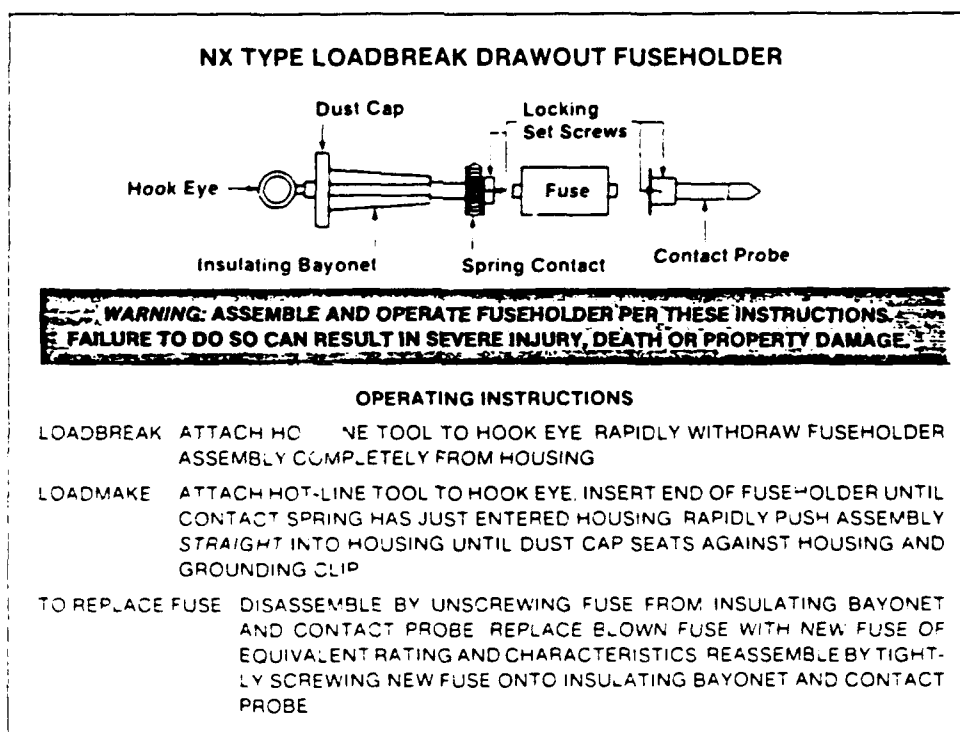 NX TYPE LOADBREAK DRAWOUT FUSEHOLDER
Dust Cap
Locking
Set Screws
Hook Eye
Fuse
Insulating Bayonet
Spring Contact
Contact Probe
WARNING: ASSEMBLE AND OPERATE FUSEHOLDER PER THESE INSTRUCTIONS.
FAILURE TO DO SO CAN RESULT IN SEVERE INJURY, DEATH OR PROPERTY DAMAGE.
OPERATING INSTRUCTIONS
LOADBREAK ATTACH TOOL TO HOOK EYE RAPIDLY WITHDRAW FUSEHOLDER
ASSEMBLY COMPLETELY FROM HOUSING
LOADMAKE ATTACH HOT-LINE TOOL TO HOOK EYE. INSERT END OF FUSEHOLDER UNTIL
CONTACT SPRING HAS JUST ENTERED HOUSING RAPIDLY PUSH ASSEMBLY
STRAIGHT INTO HOUSING UNTIL DUST CAP SEATS AGAINST HOUSING AND
GROUNDING CLIP
TO REPLACE FUSE DISASSEMBLE BY UNSCREWING FUSE FROM INSULATING BAYONET
AND CONTACT PROBE REPLACE BLOWN FUSE WITH NEW FUSE OF
EQUIVALENT RATING AND CHARACTERISTICS REASSEMBLE BY TIGHT-
LY SCREWING NEW FUSE ONTO INSULATING BAYONET AND CONTACT
PROBE